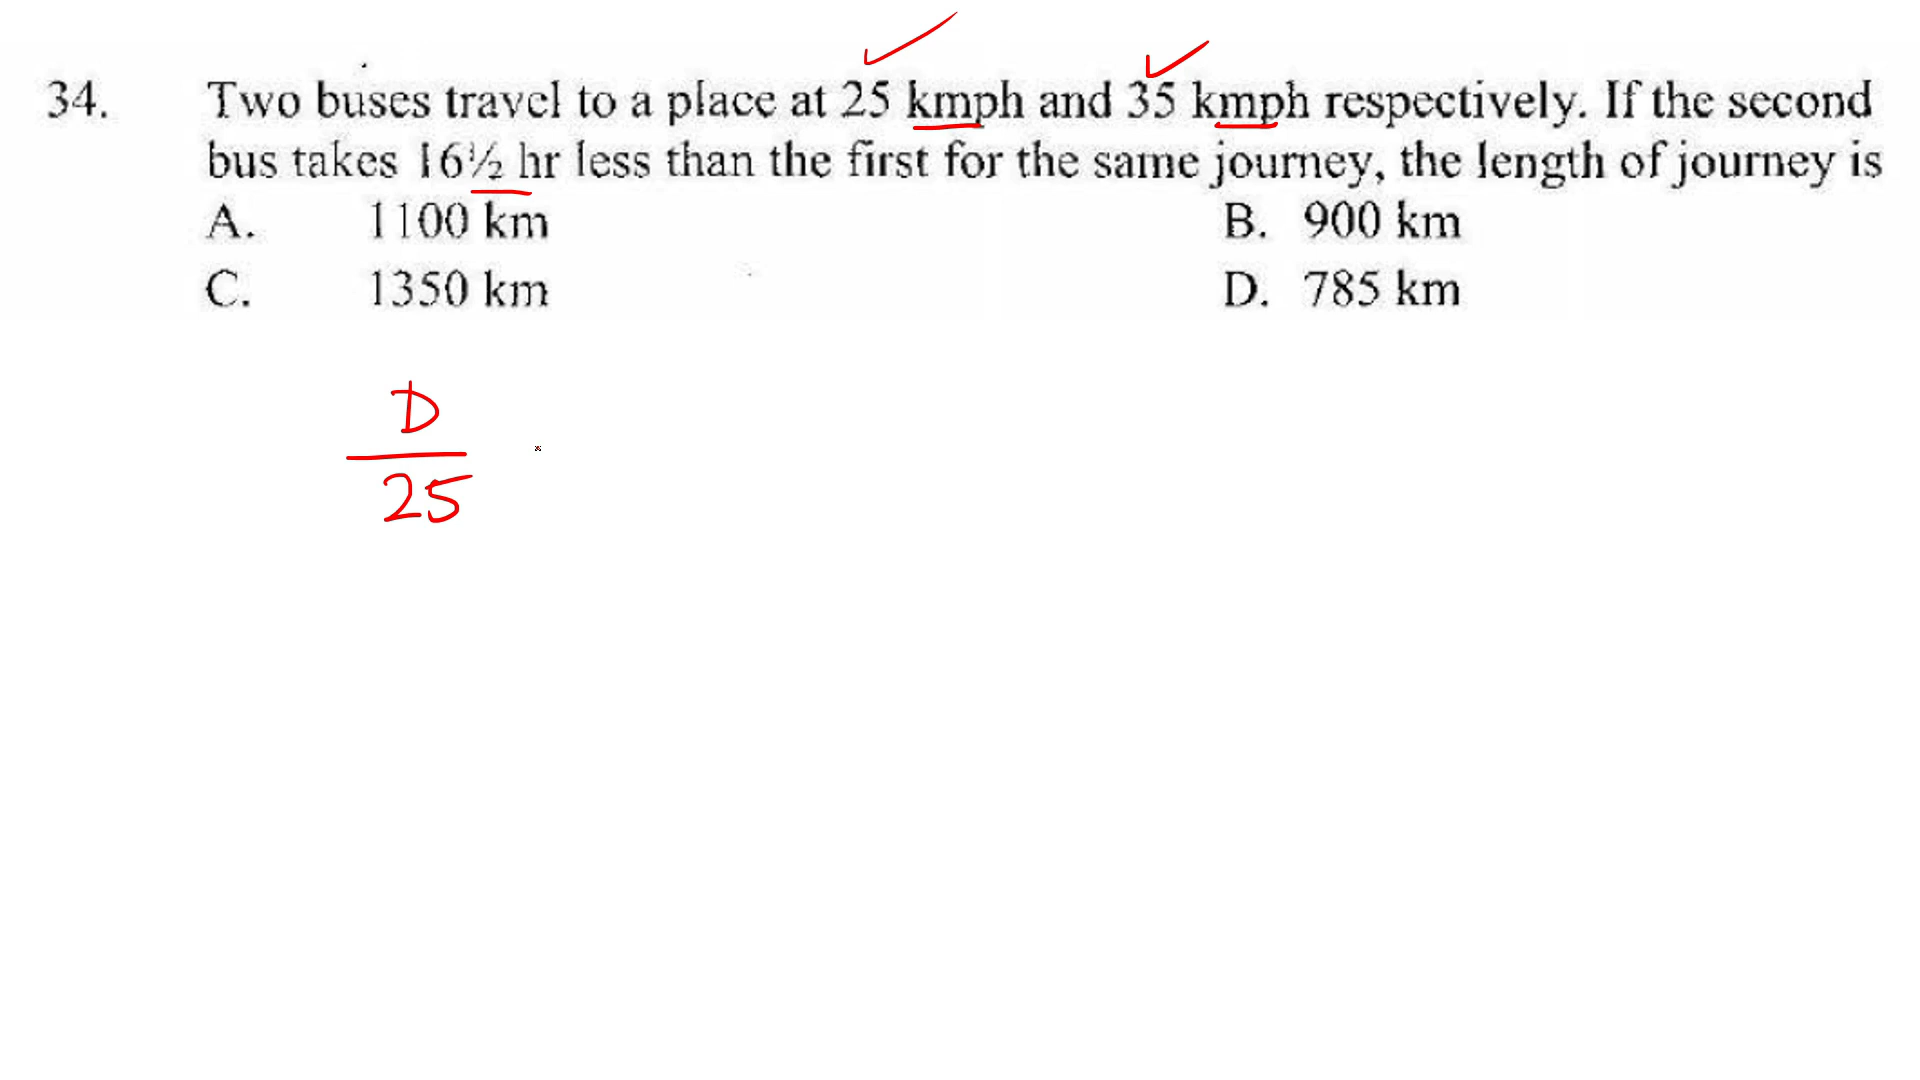 34. Two buses travel to a place at 25 kmph and 35 kmph respectively. If the second
bus takes 16½ hr less than the first for the same journey, the length of journey is
A. 1100 km B. 900 km
C. 1350 km D. 785 km
D
25